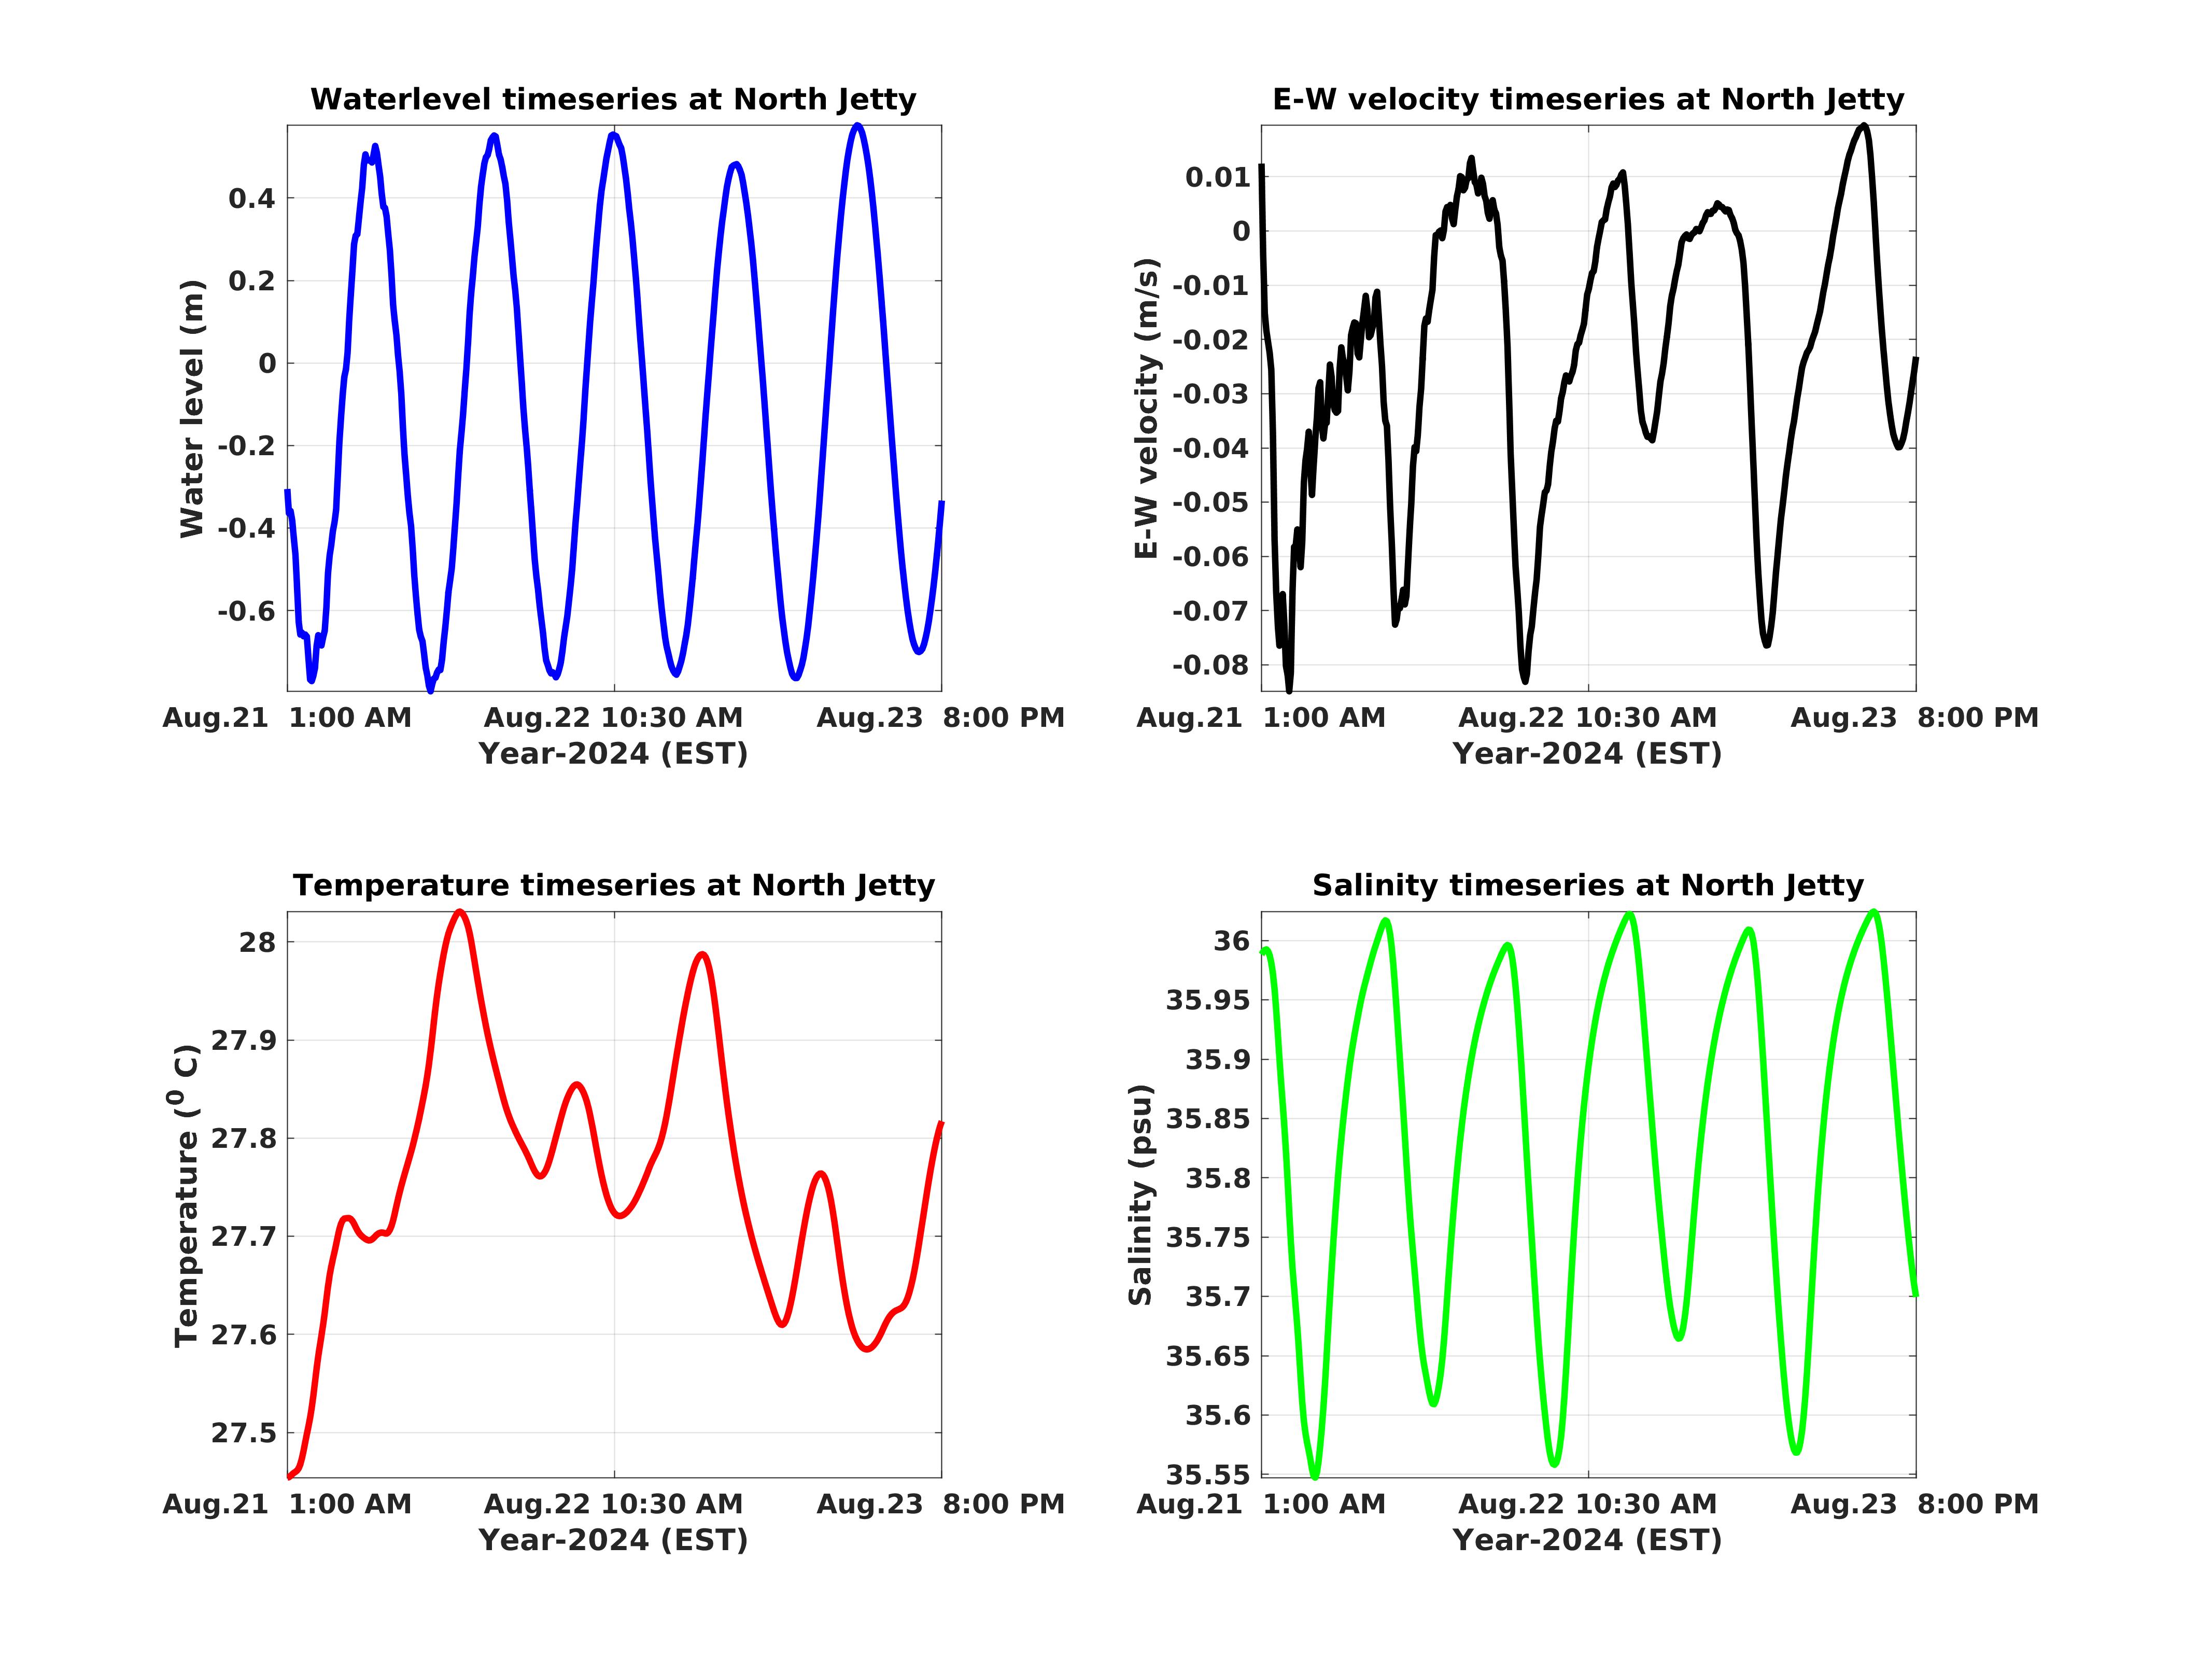 Waterlevel timeseries at North Jetty
0.4
0.2
0
-0.2
-0.4
-0.6
Water level (m)
Aug.21 1:00 AM
Aug.22 10:30 AM
Aug.23 8:00 PM
Year-2024 (EST)
E-W velocity timeseries at North Jetty
0.01
0
-0.01
-0.02
-0.03
-0.04
-0.05
-0.06
-0.07
-0.08
E-W velocity (m/s)
Aug.21 1:00 AM
Aug.22 10:30 AM
Aug.23 8:00 PM
Year-2024 (EST)
Temperature timeseries at North Jetty
28
27.9
27.8
27.7
27.6
27.5
Temperature (⁰ C)
Aug.21 1:00 AM
Aug.22 10:30 AM
Aug.23 8:00 PM
Year-2024 (EST)
Salinity timeseries at North Jetty
36
35.95
35.9
35.85
35.8
35.75
35.7
35.65
35.6
35.55
Salinity (psu)
Aug.21 1:00 AM
Aug.22 10:30 AM
Aug.23 8:00 PM
Year-2024 (EST)